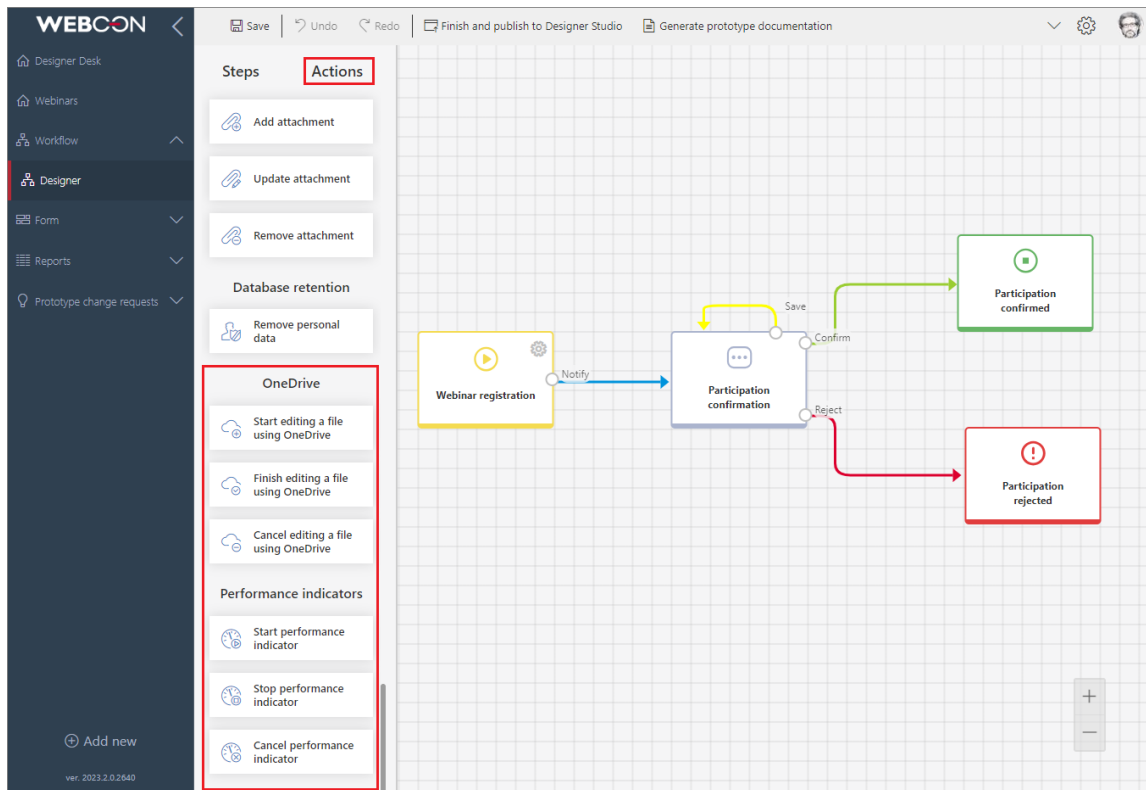 WEBCON
Save
Undo
Redo
Finish and publish to Designer Studio
Generate prototype documentation
Designer Desk
Webinars
Workflow
Designer
Form
Reports
Prototype change requests
Add new
ver. 2023.2.0.2640
Steps
Actions
Add attachment
Update attachment
Remove attachment
Database retention
Remove personal
data
OneDrive
Start editing a file
using OneDrive
Finish editing a file
using OneDrive
Cancel editing a file
using OneDrive
Performance indicators
Start performance
indicator
Stop performance
indicator
Cancel performance
indicator
Webinar registration
Notify
Participation
confirmation
Save
Confirm
Reject
Participation
confirmed
Participation
rejected